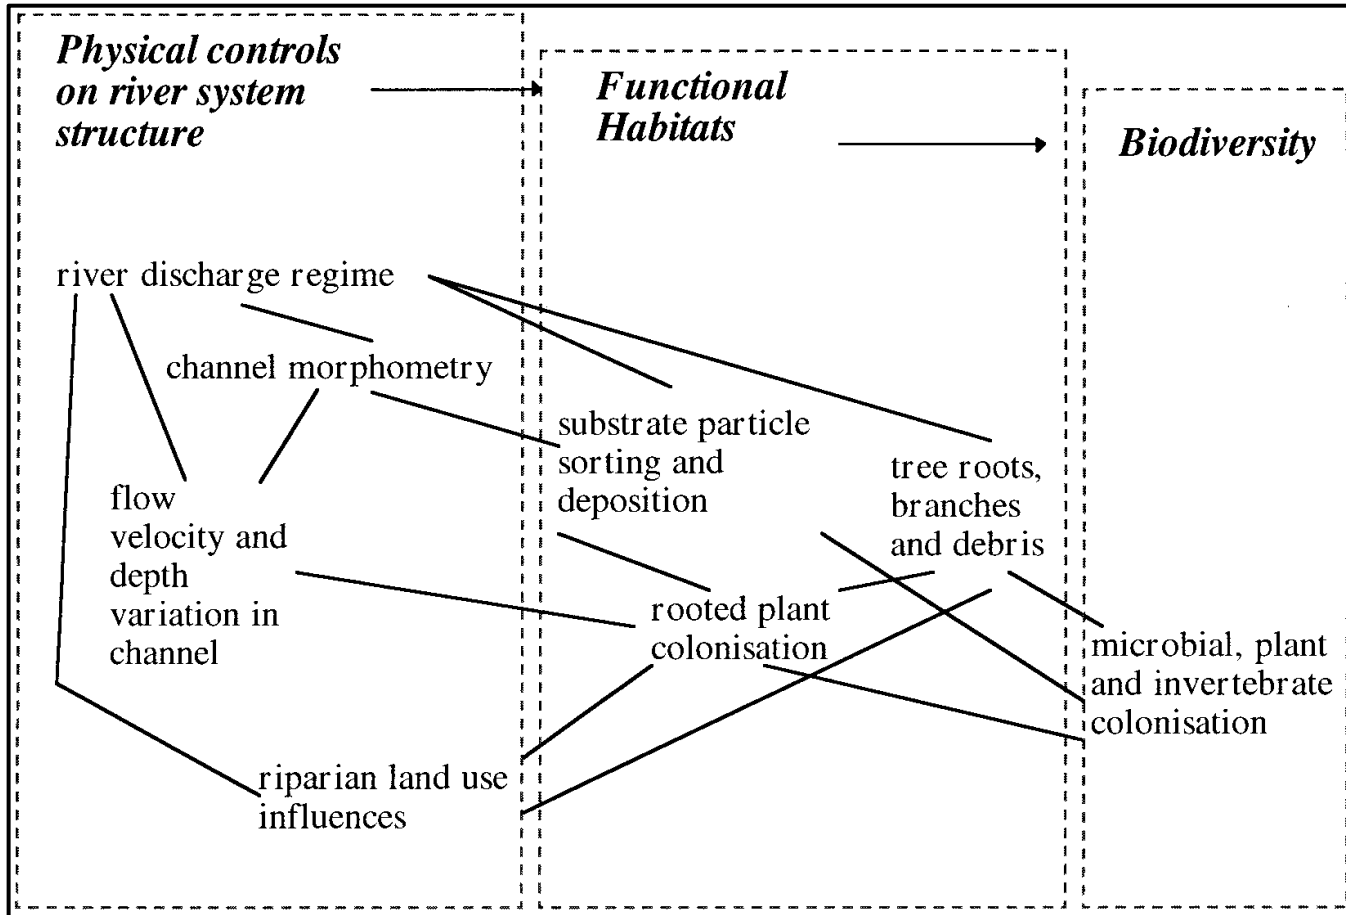 Physical controls
on river system
structure
Functional
Habitats
Biodiversity
river discharge regime
channel morphometry
flow
velocity and
depth
variation in
channel
riparian land use
influences
substrate particle
sorting and
deposition
tree roots,
branches
and debris
rooted plant
colonisation
microbial, plant
and invertebrate
colonisation